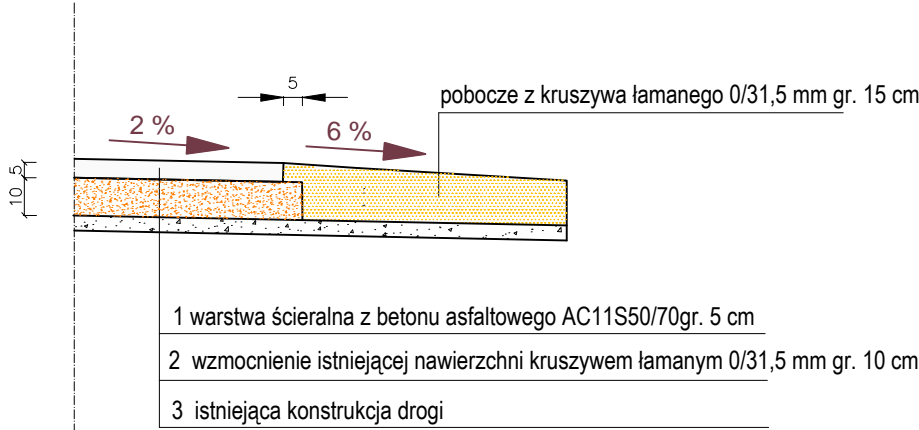 5
pobocze z kruszywa łamanego 0/31,5 mm gr. 15 cm
2 %
6 %
5
10
1 warstwa ścieralna z betonu asfaltowego AC11S50/70gr. 5 cm
2 wzmocnienie istniejącej nawierzchni kruszywem łamanym 0/31,5 mm gr. 10 cm
3 istniejąca konstrukcja drogi